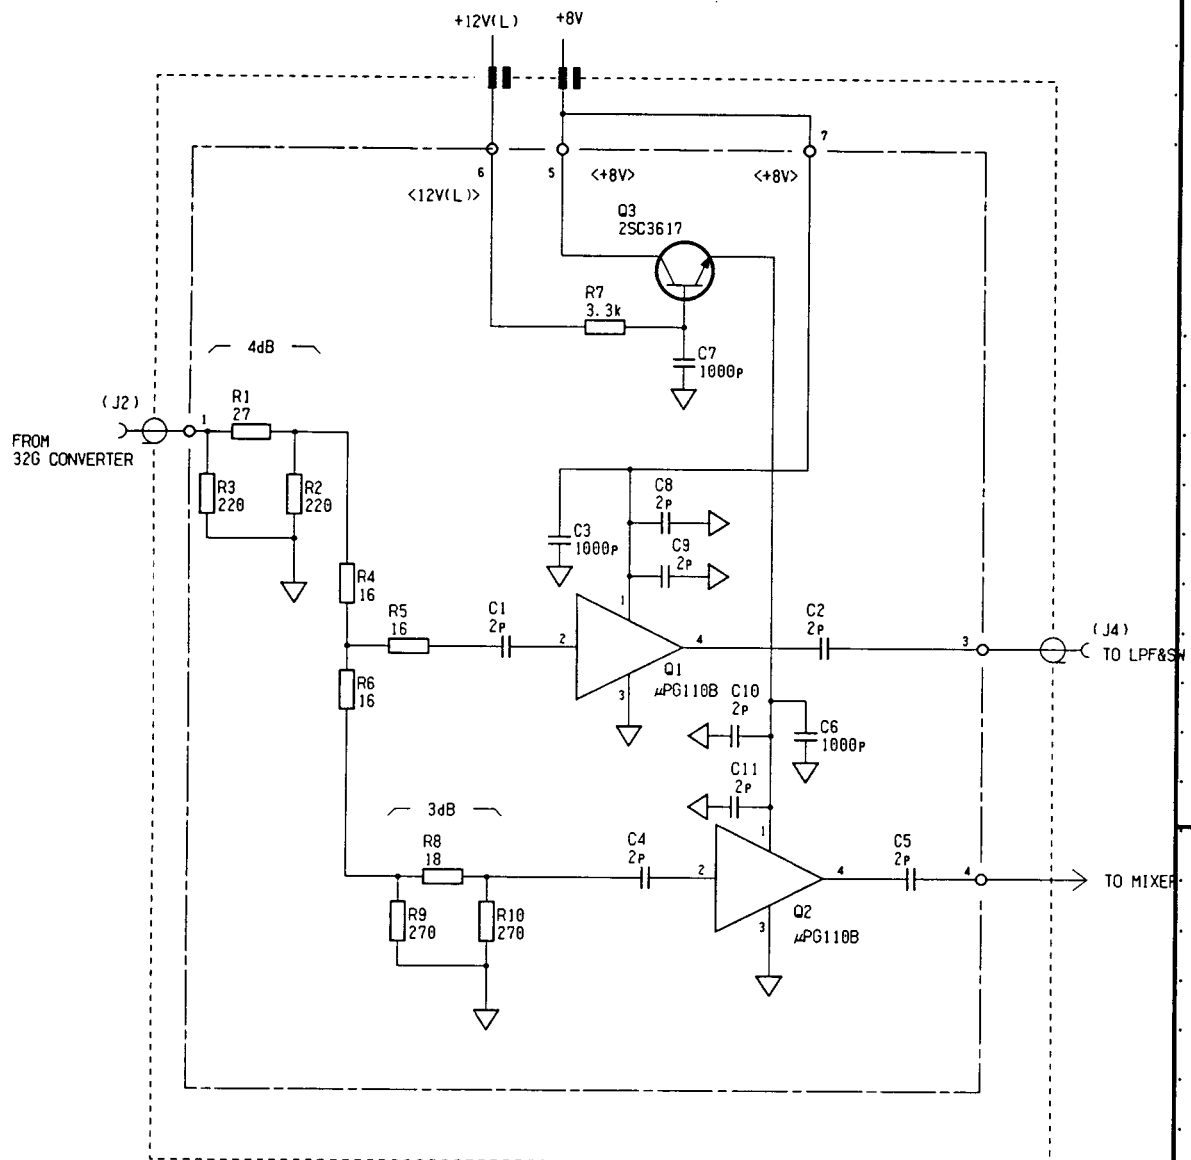 +12V(L) +8V
7
6 5 <+8V> <+8V>
<12V(L)>
Q3
2SC3617
R7
3.3k
4dB
C7
1000p
(J2) 1 R1
27
FROM
32G CONVERTER
R3
220
R2
220
C8
2p
C3
1000p
C9
2p
R4
16
R5
16
C1
2p
1
2
4
3
C2
2p
3
(J4)
TO LPF&SW
Q1
µPG110B
R6
16
C10
2p
C6
1000p
C11
2p
3dB
R8
18
C4
2p
1
2
4
3
C5
2p
4
TO MIXER
R9
270
R10
270
Q2
µPG110B